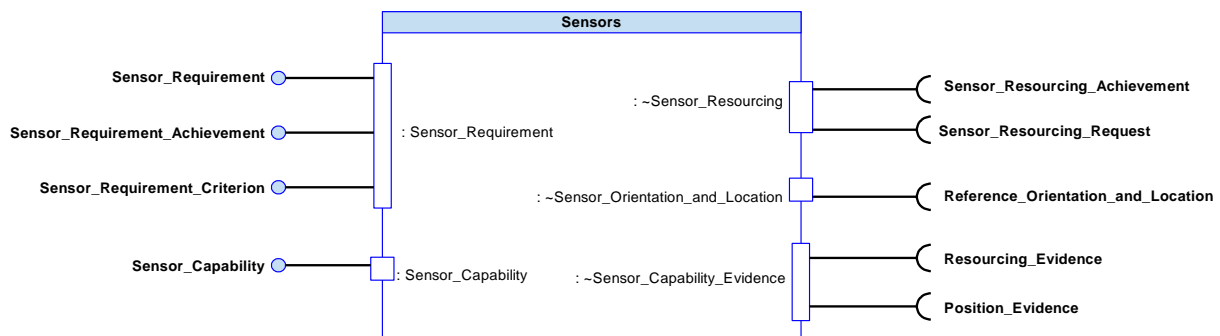 Sensors
Sensor_Requirement
Sensor_Requirement_Achievement
: Sensor_Requirement
Sensor_Requirement_Criterion
Sensor_Capability
: Sensor_Capability
: ~Sensor_Resourcing
Sensor_Resourcing_Achievement
Sensor_Resourcing_Request
: ~Sensor_Orientation_and_Location
Reference_Orientation_and_Location
: ~Sensor_Capability_Evidence
Resourcing_Evidence
Position_Evidence